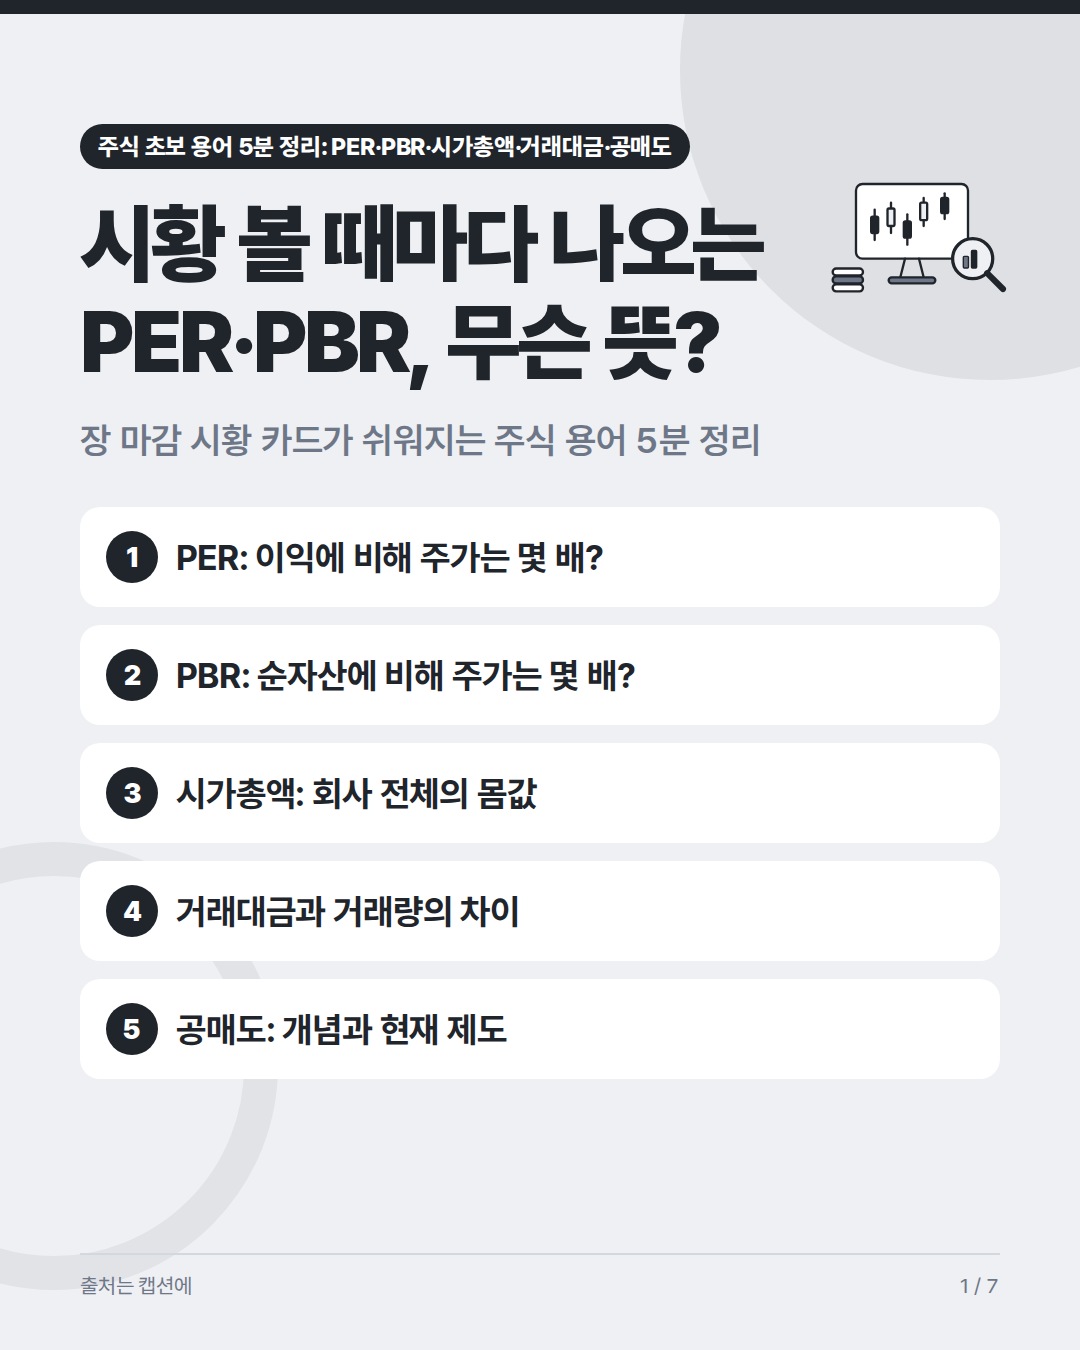 주식 초보 용어 5분 정리: PER·PBR·시가총액·거래대금·공매도
시황 볼 때마다 나오는
PER·PBR, 무슨 뜻?
장 마감 시황 카드가 쉬워지는 주식 용어 5분 정리
1 PER: 이익에 비해 주가는 몇 배?
2 PBR: 순자산에 비해 주가는 몇 배?
3 시가총액: 회사 전체의 몸값
4 거래대금과 거래량의 차이
5 공매도: 개념과 현재 제도
출처는 캡션에
1 / 7